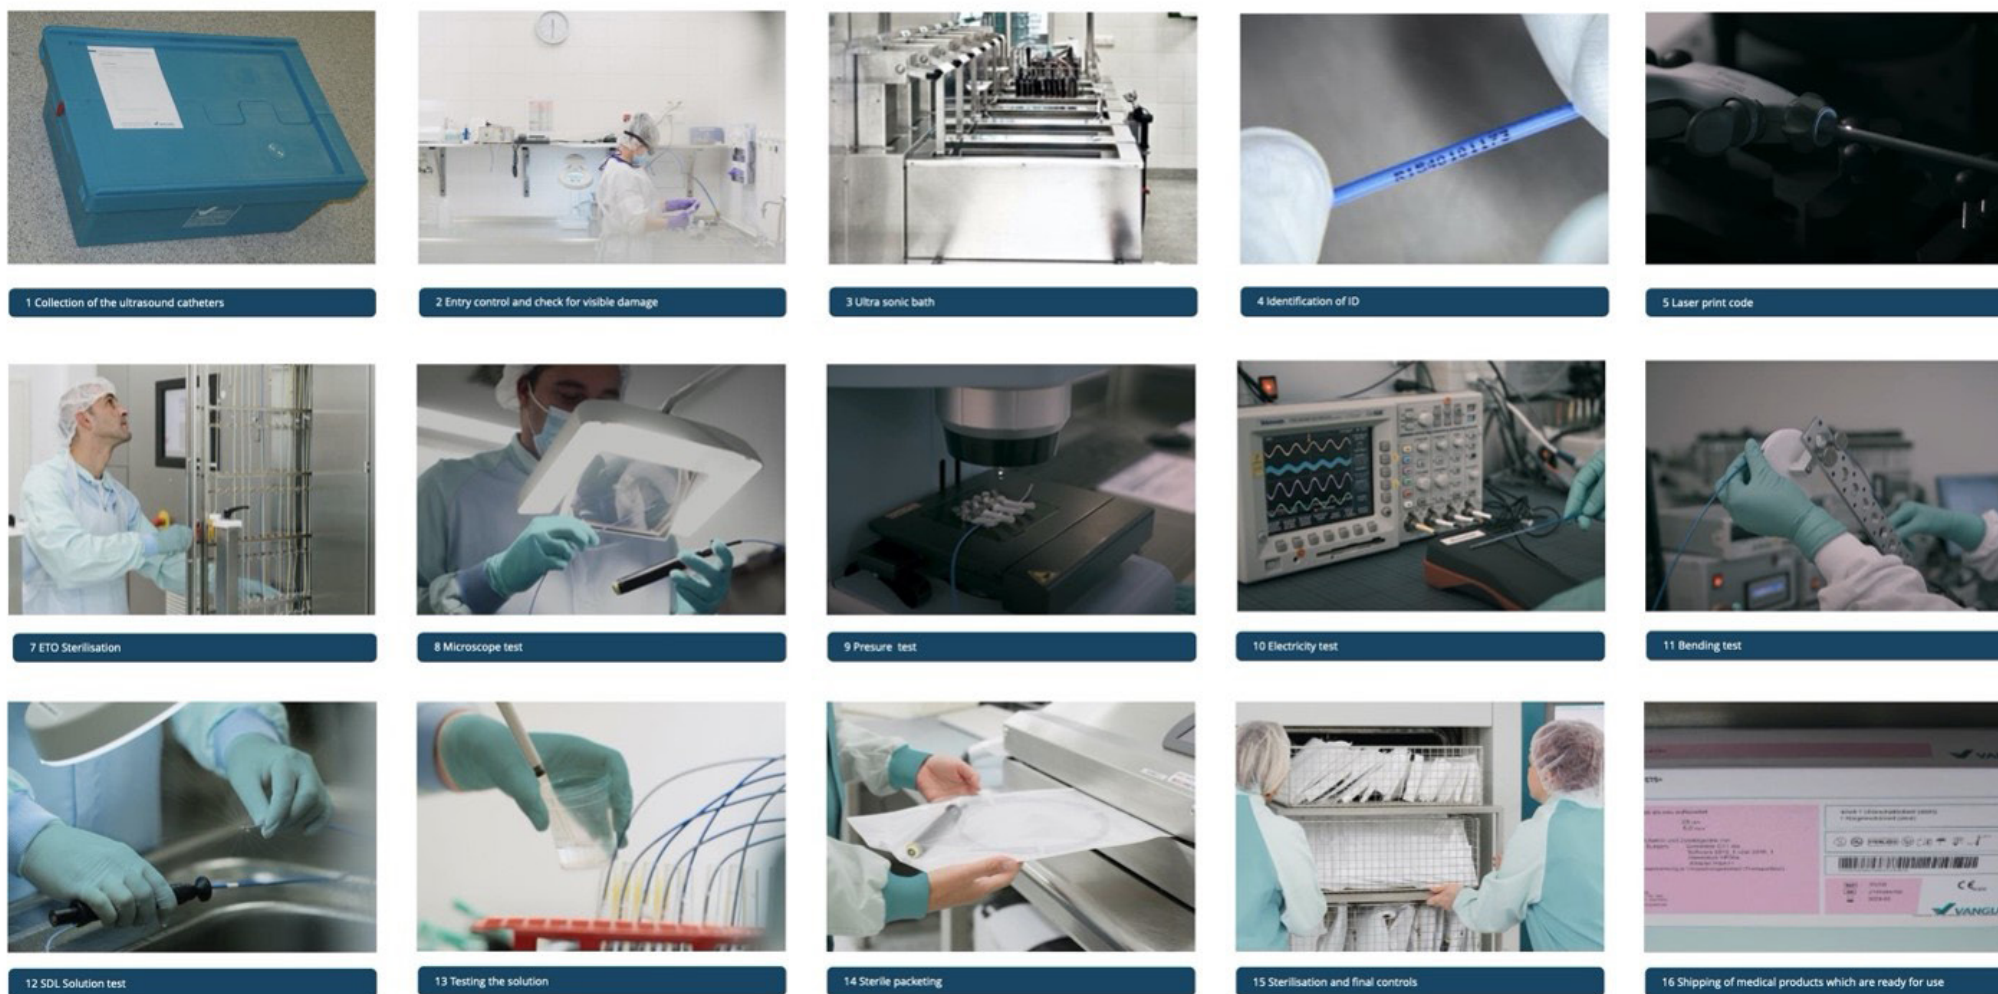 1 Collection of the ultrasound catheters
2 Entry control and check for visible damage
3 Ultra sonic bath
4 Identification of ID
5 Laser print code
7 ETO Sterilisation
8 Microscope test
9 Presure test
10 Electricity test
11 Bending test
12 SDL Solution test
13 Testing the solution
14 Sterile packeting
15 Sterilisation and final controls
VANGU
16 Shipping of medical products which are ready for use